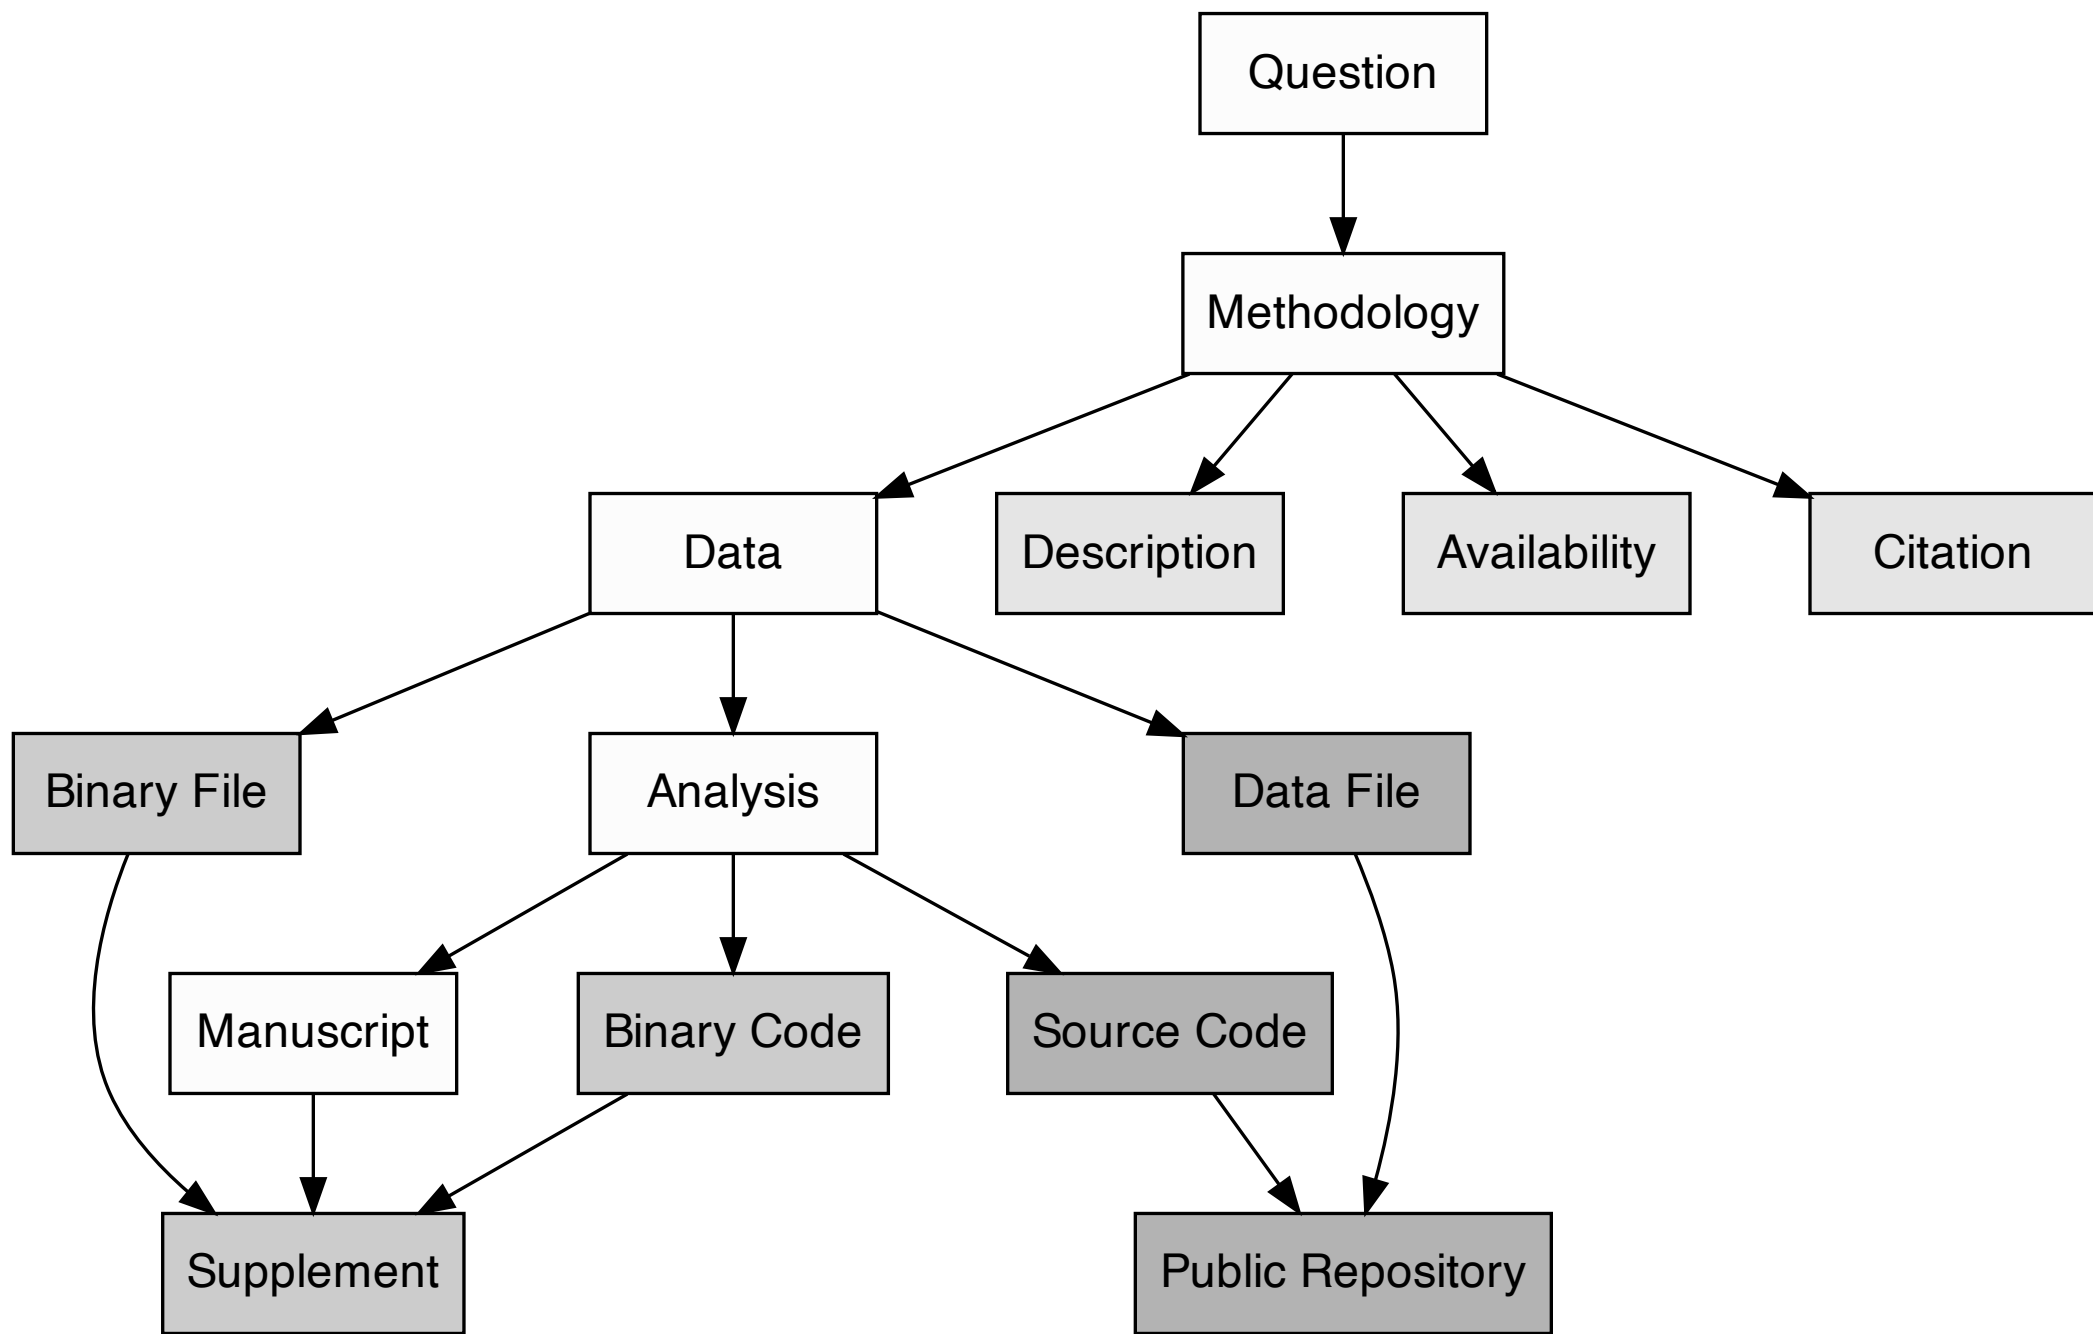 Question
Methodology
Data
Description
Availability
Citation
Binary File
Analysis
Data File
Manuscript
Binary Code
Source Code
Supplement
Public Repository